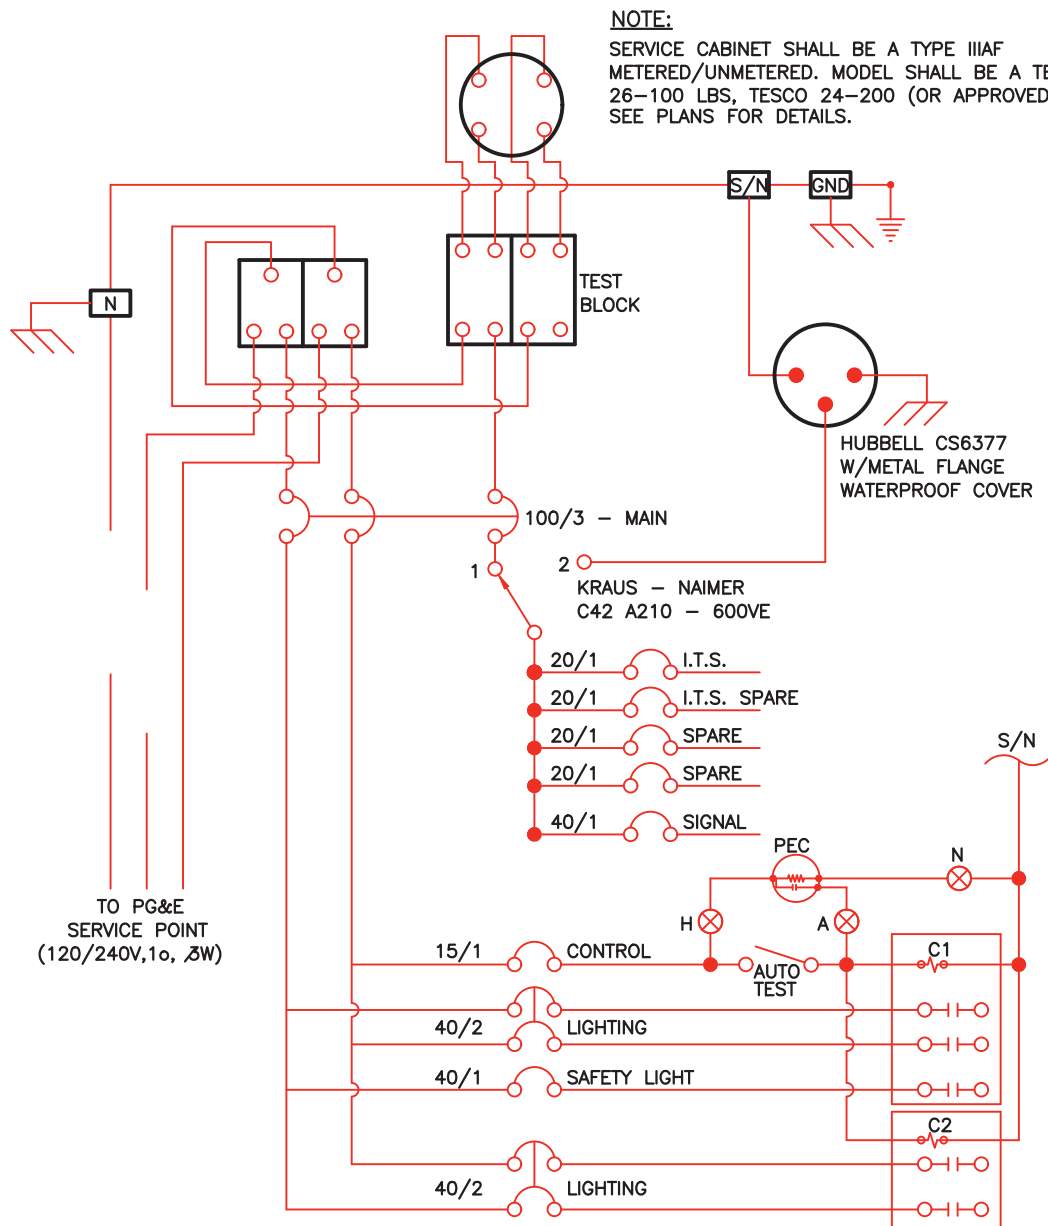 NOTE:
SERVICE CABINET SHALL BE A TYPE IIIAF
METERED/UNMETERED. MODEL SHALL BE A
26-100 LBS, TESCO 24-200 (OR APPROVED
SEE PLANS FOR DETAILS.
S/N
GND
N
TEST
BLOCK
HUBBELL CS6377
W/METAL FLANGE
WATERPROOF COVER
100/3 - MAIN
1
2
KRAUS - NAIMER
C42 A210 - 600VE
20/1 I.T.S.
20/1 I.T.S. SPARE
20/1 SPARE
20/1 SPARE
40/1 SIGNAL
S/N
PEC
N
H
A
TO PG&E
SERVICE POINT
(120/240V,1o, 3W)
15/1 CONTROL
AUTO
TEST
C1
40/2 LIGHTING
40/1 SAFETY LIGHT
C2
40/2 LIGHTING